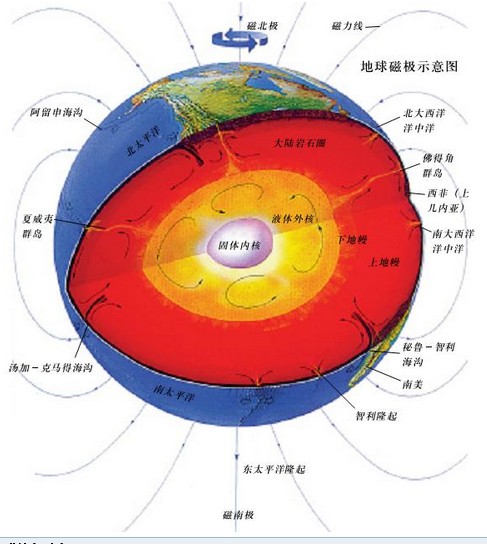 磁北极
磁力线
地球磁极示意图
阿留申海沟
北太平洋
大陆岩石圈
北大西洋
洋中洋
佛得角
群岛
西非（上
几内亚）
夏威夷
群岛
液体外核
固体内核
下地幔
上地幔
南大西洋
洋中洋
汤加－克马得海沟
秘鲁－智利
海沟
南美
南太平洋
智利隆起
东太平洋隆起
磁南极